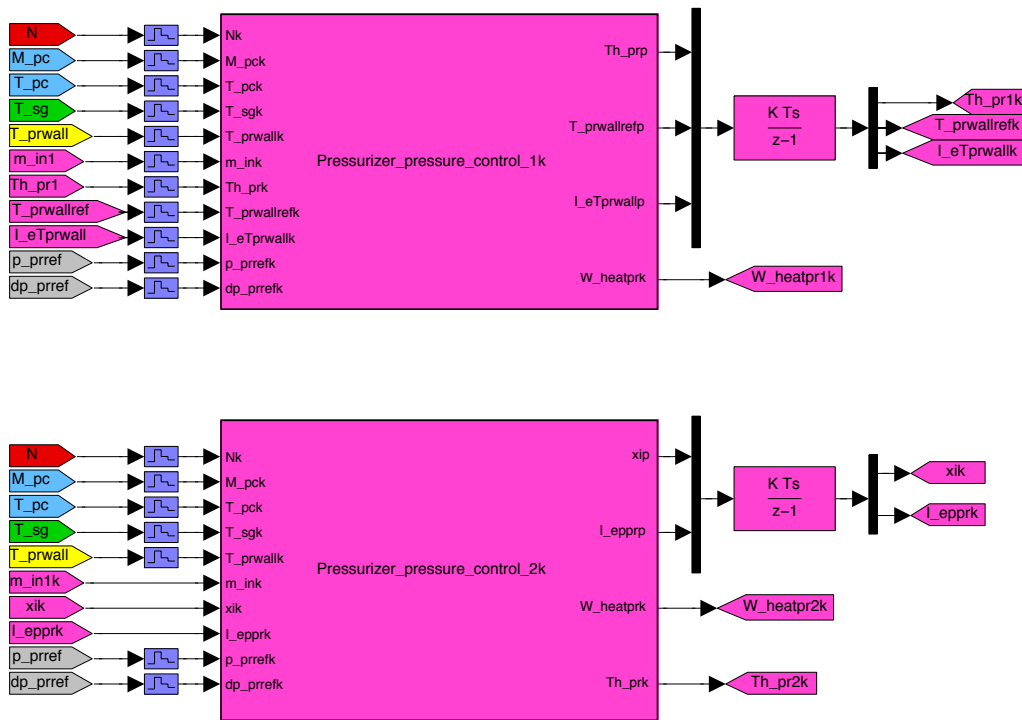 N
M_pc
T_pc
T_sg
T_prwall
m_in1
Th_pr1
T_prwallref
I_eTprwall
p_prref
dp_prref
Nk
M_pck
T_pck
T_sgk
T_prwallk
m_ink
Th_prk
T_prwallrefk
I_eTprwallk
p_prrefk
dp_prrefk
Pressurizer_pressure_control_1k
Th_prp
T_prwallrefp
I_eTprwallp
W_heatprk
K Ts
z−1
Th_pr1k
T_prwallrefk
I_eTprwallk
W_heatpr1k
N
M_pc
T_pc
T_sg
T_prwall
m_in1k
xik
I_epprk
p_prref
dp_prref
Nk
M_pck
T_pck
T_sgk
T_prwallk
m_ink
xik
I_epprk
p_prrefk
dp_prrefk
Pressurizer_pressure_control_2k
xip
I_epprp
W_heatprk
Th_prk
K Ts
z−1
xik
I_epprk
W_heatpr2k
Th_pr2k